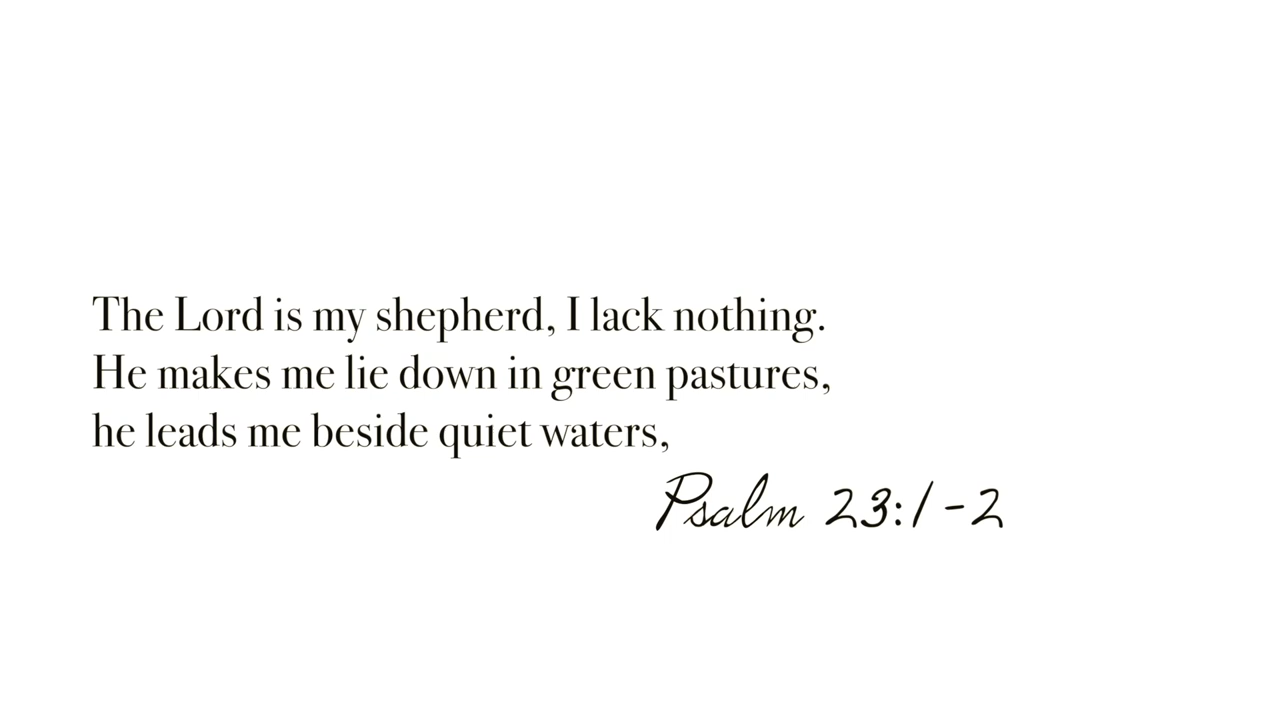 The Lord is my shepherd, I lack nothing.
He makes me lie down in green pastures,
he leads me beside quiet waters,
Psalm 23:1-2